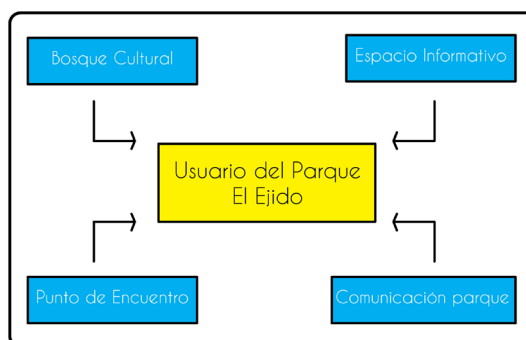 Bosque Cultural
Espacio Informativo
Usuario del Parque
El Ejido
Punto de Encuentro
Comunicación parque